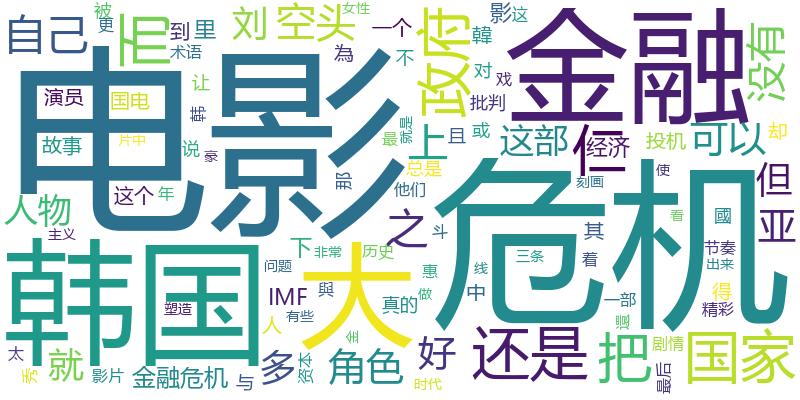 自己
到
里
被
更
术语
而
刘
空头
女性
一个
影
这
为
不
韓
政府
金融
没有
演员
国电
让
对
戏
批判
电影
故事
片中
韩
说
豪
最
就是
上
且
或
这部
仁
经济
投机
可以
却
这个
年
那
总是
他们
刻画
使
但
人物
主义
之
斗
危机
其
着
看
國
亚
节奏
出来
韩国
下
非常
历史
大
惠
线
三条
问题
塑造
IMF
與
真的
做
中
一部
得
精彩
人
有些
全
还是
把
国家
太
秀
就
影片
金融危机
与
多
资本
角色
好
时代
剧情
最后